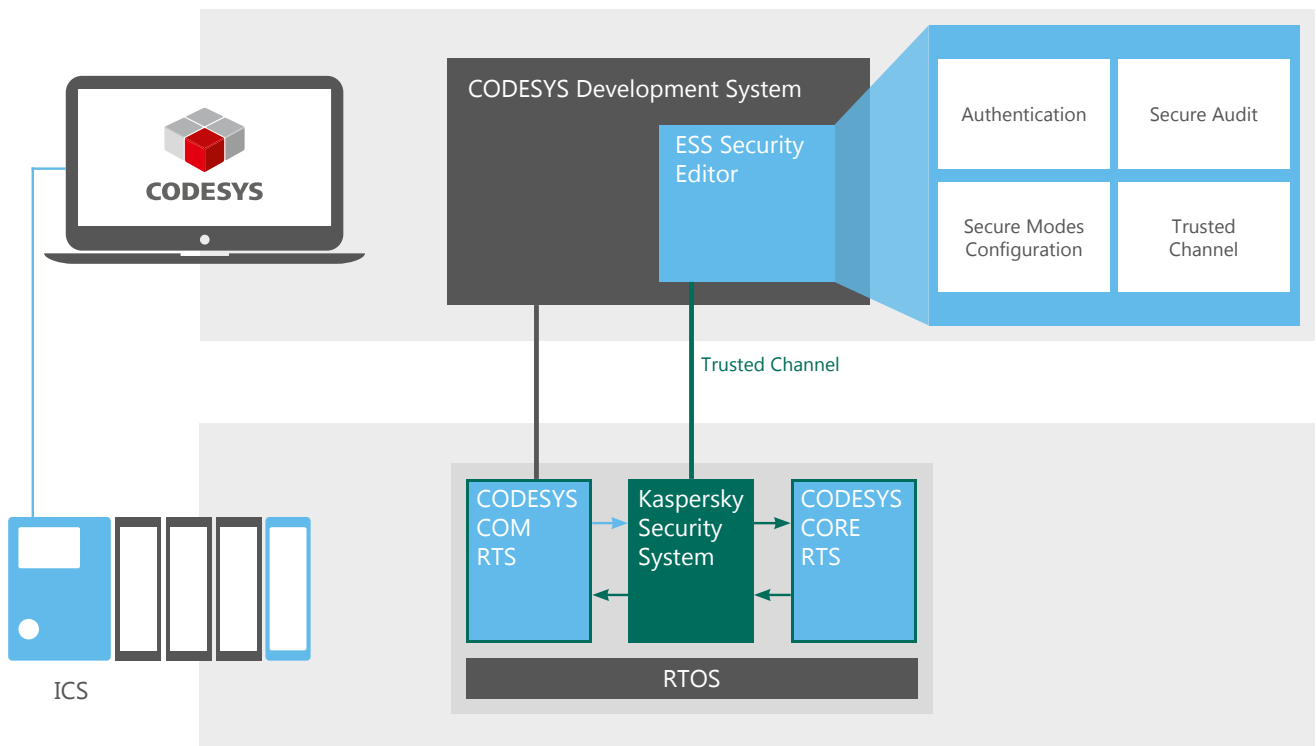 CODESYS
CODESYS Development System
ESS Security
Editor
Authentication
Secure Audit
Secure Modes
Configuration
Trusted
Channel
Trusted Channel
CODESYS
COM
RTS
Kaspersky
Security
System
CODESYS
CORE
RTS
RTOS
ICS